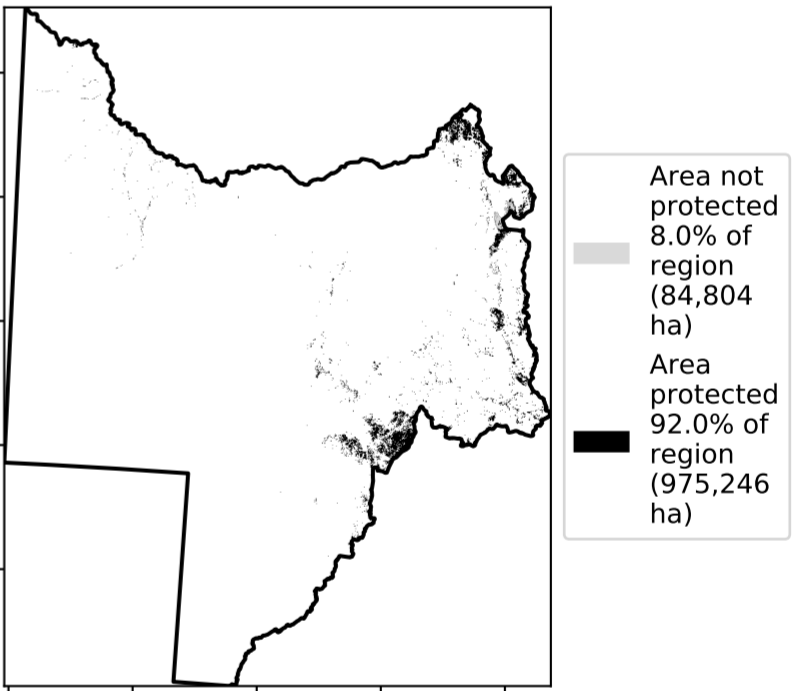 Area not
protected
8.0% of
region
(84,804
ha)
Area
protected
92.0% of
region
(975,246
ha)